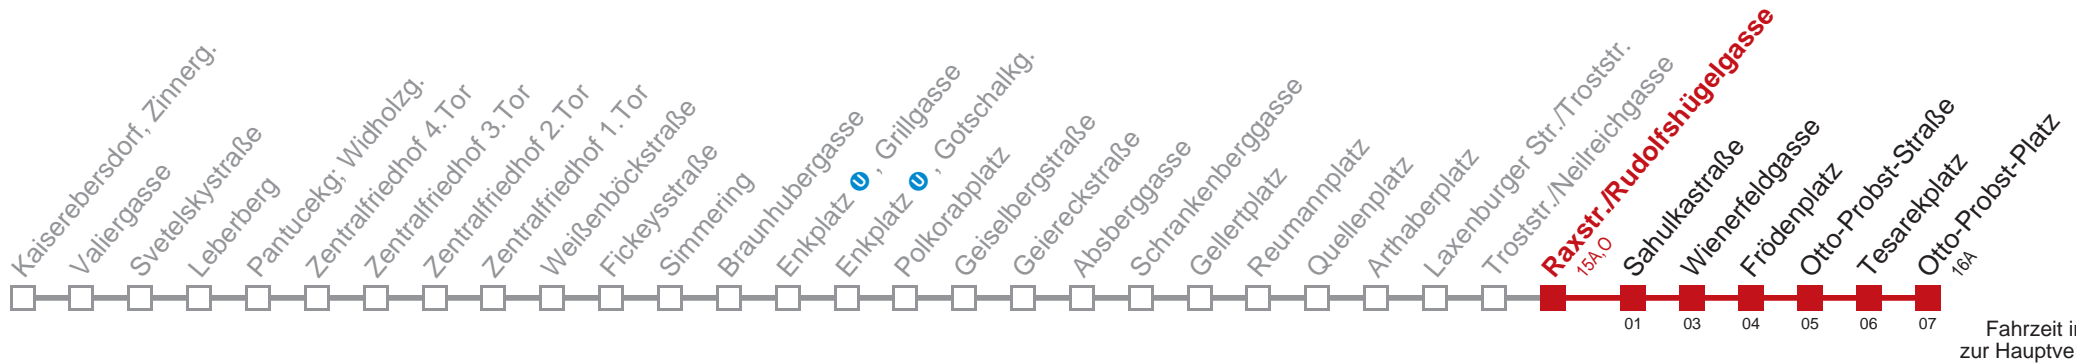 Kaiserebersdorf, Zinnerg.
Valiergasse
Svetelskystraße
Leberberg
Pantucekg; Widholzg.
Zentralfriedhof 4. Tor
Zentralfriedhof 3. Tor
Zentralfriedhof 2. Tor
Zentralfriedhof 1. Tor
Weißenböckstraße
Fickeysstraße
Simmering
Braunhubergasse
Enkplatz U, Grillgasse
Enkplatz U, Gotschalkg.
Polkorabplatz
Geiselbergstraße
Geiereckstraße
Absberggasse
Schrankenberggasse
Gellertplatz
Reumannplatz
Quellenplatz
Arthaberplatz
Laxenburger Str./Troststr.
Troststr./Neilreichgasse
Raxstr./Rudolfshügelgasse
15A, O
Sahulkastraße
Wienerfeldgasse
Frödenplatz
Otto-Probst-Straße
Tesarekplatz
Otto-Probst-Platz
16A
01 03 04 05 06 07
Fahrzeit i
zur Hauptve